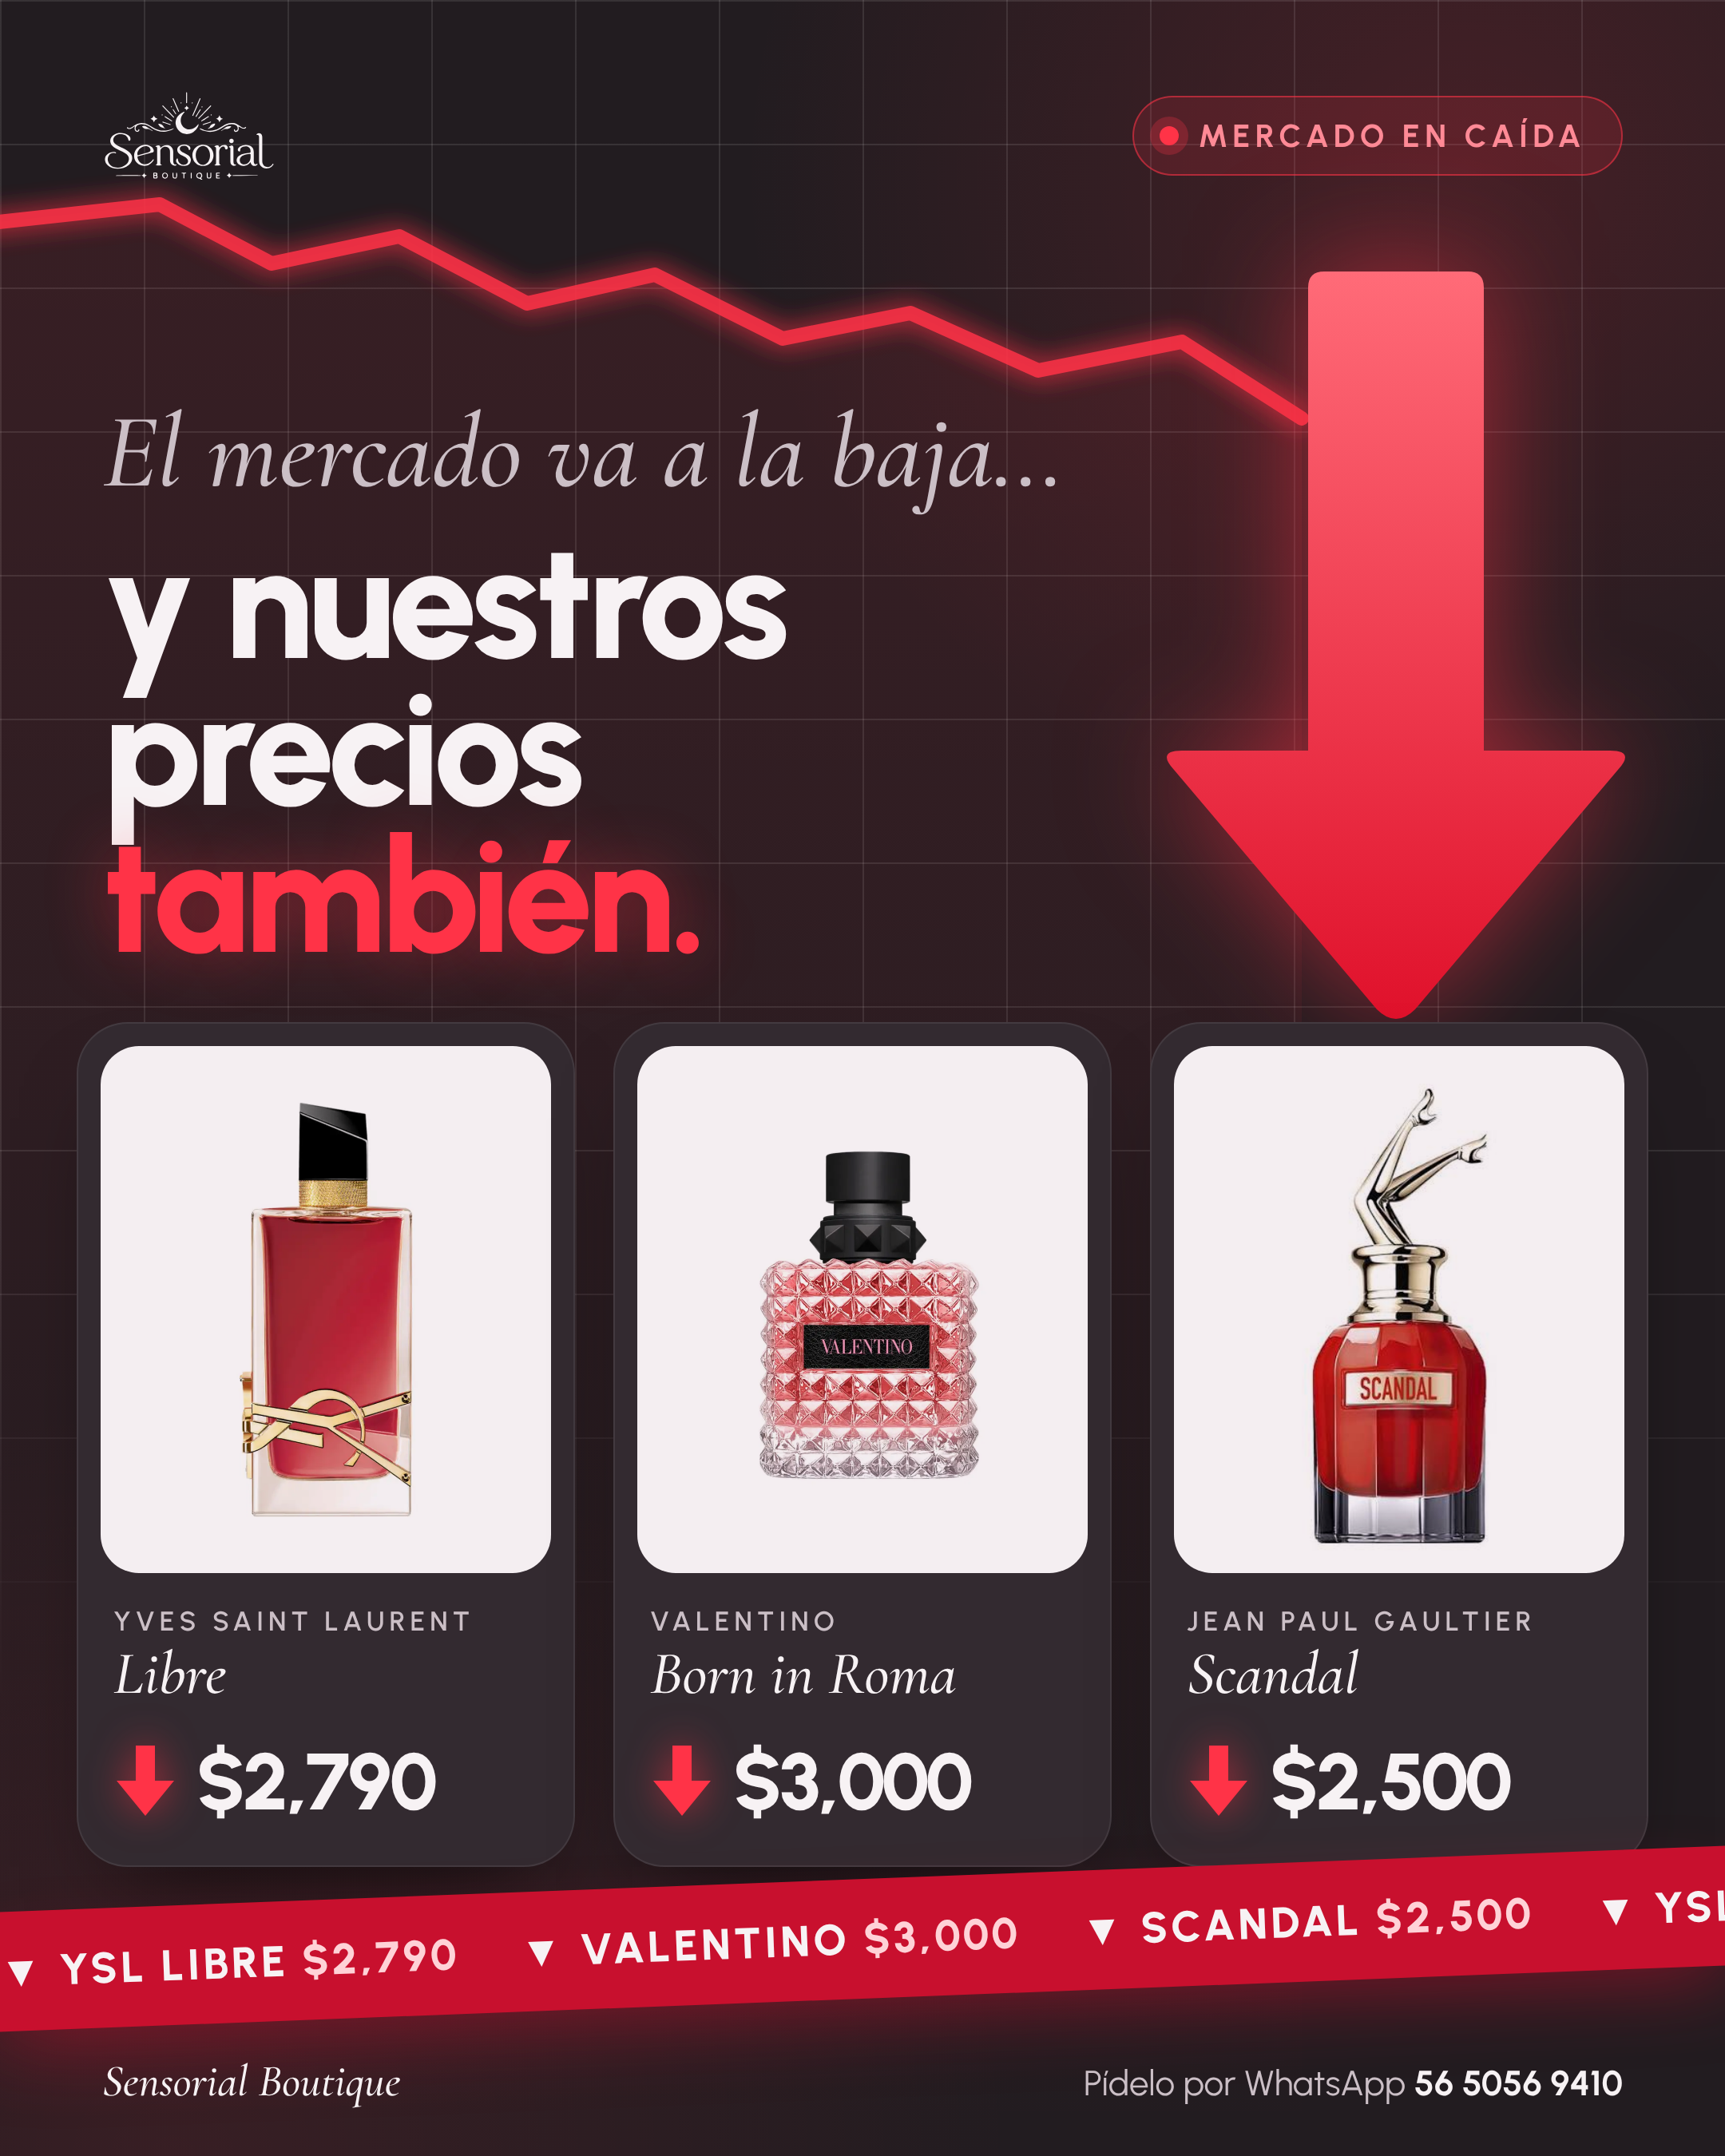 Sensorial
BOUTIQUE
MERCADO EN CAÍDA
El mercado va a la baja...
y nuestros
precios
también.
VALENTINO
SCANDAL
YVES SAINT LAURENT
Libre
$2,790
VALENTINO
Born in Roma
$3,000
JEAN PAUL GAULTIER
Scandal
$2,500
▼ YSL LIBRE $2,790 ▼ VALENTINO $3,000 ▼ SCANDAL $2,500 ▼ YSL
Sensorial Boutique
Pídelo por WhatsApp 56 5056 9410